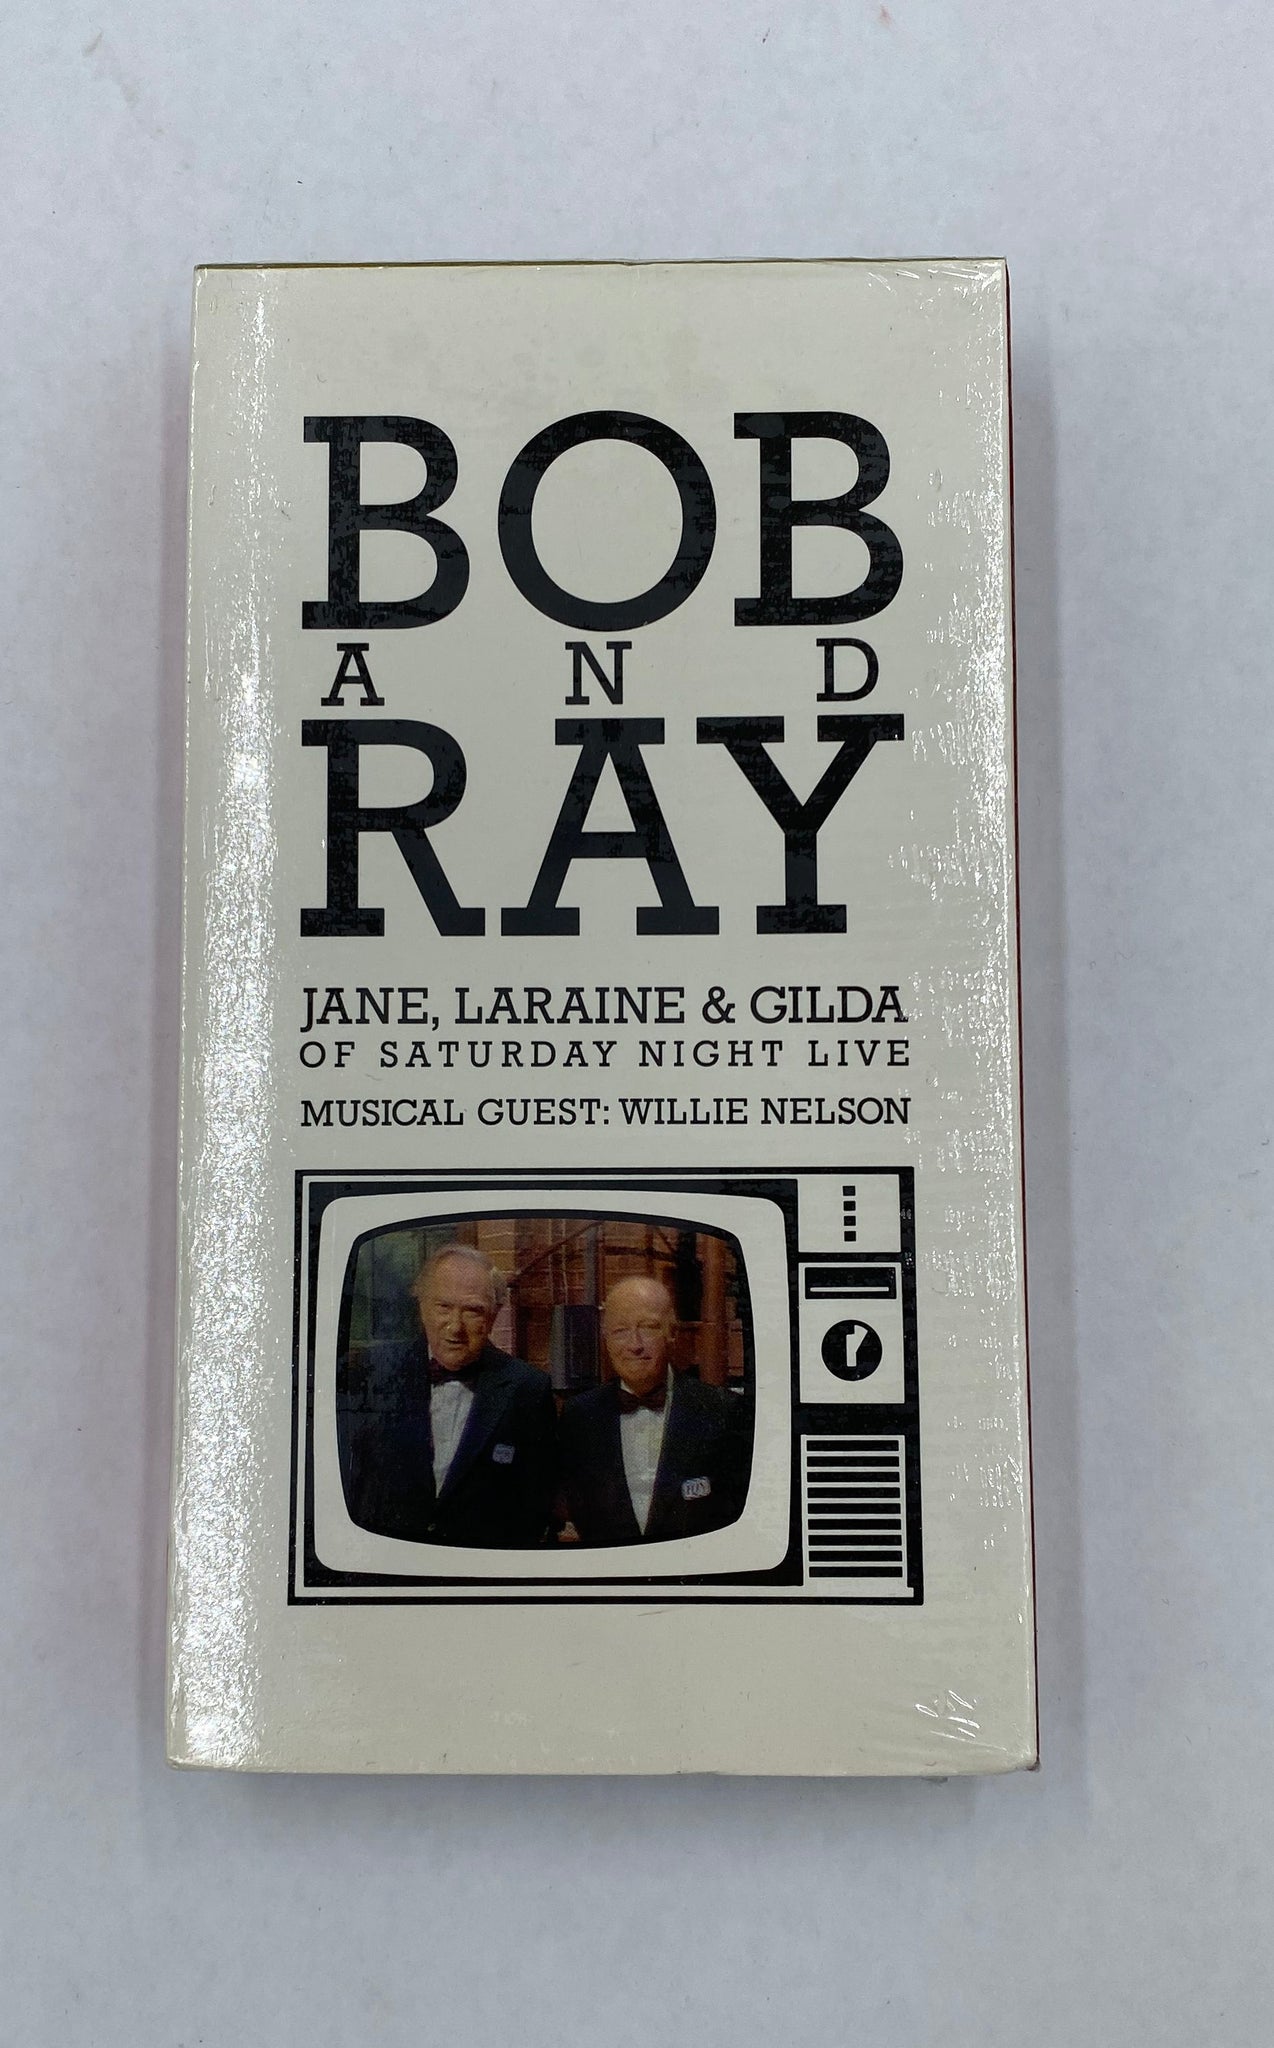 BOB
AND
RAY
JANE, LARAINE & GILDA
OF SATURDAY NIGHT LIVE
MUSICAL GUEST: WILLIE NELSON